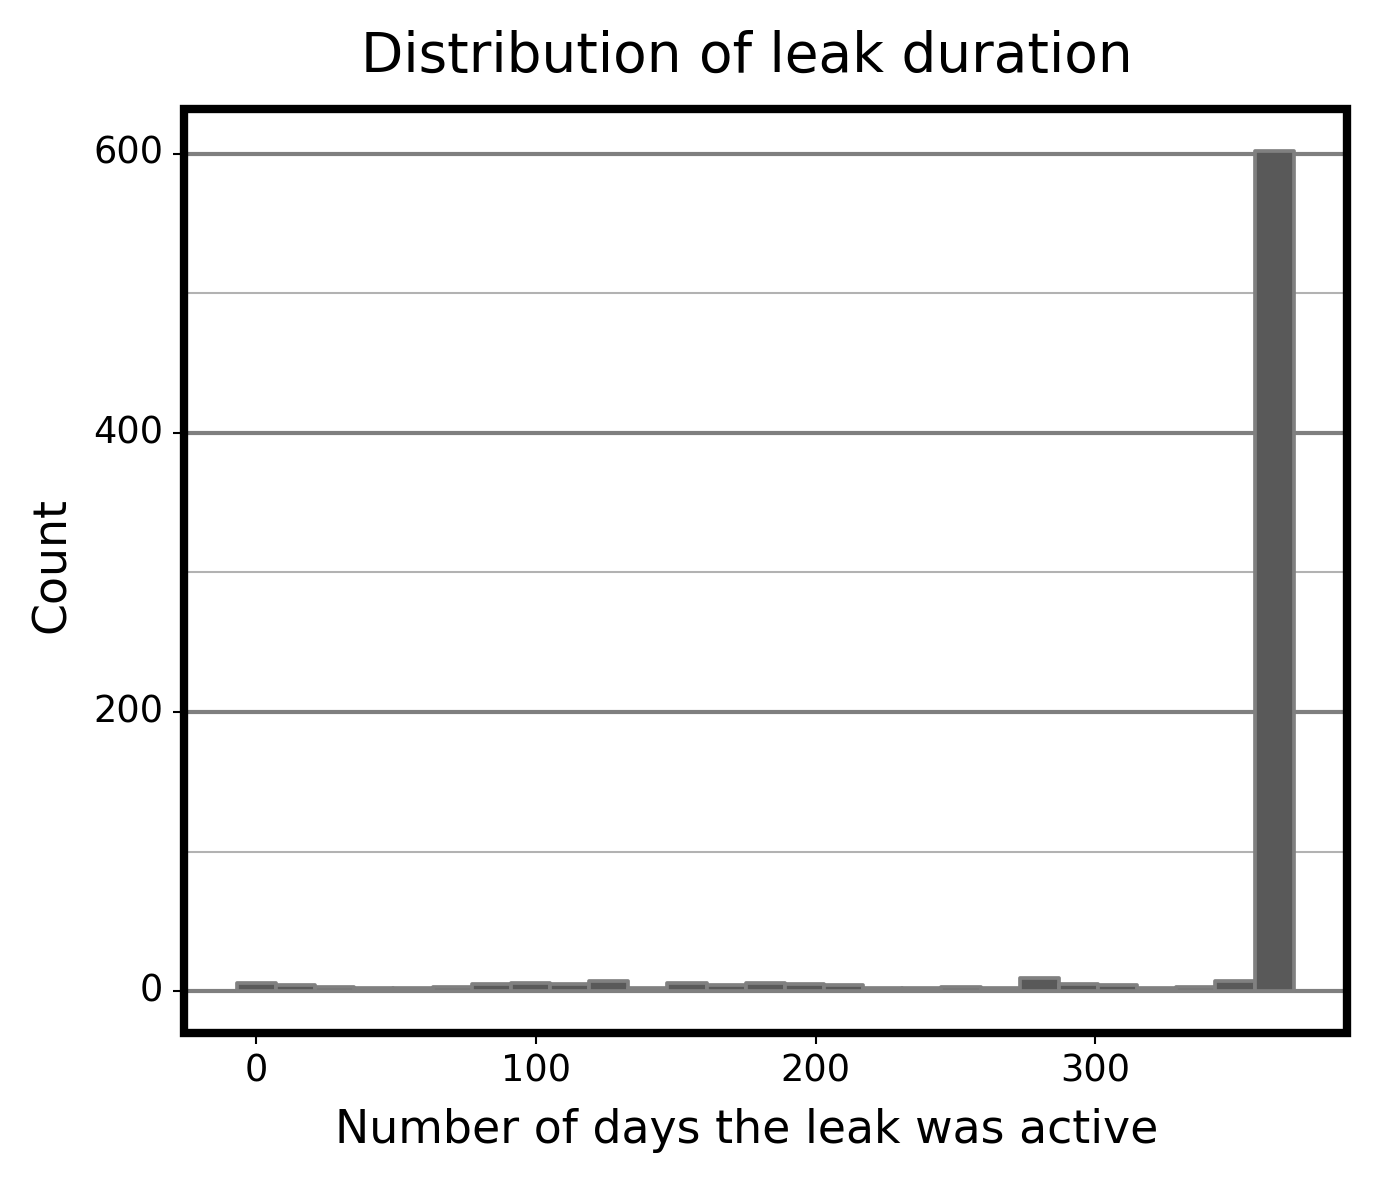 Distribution of leak duration
600
400
200
0
Count
0 100 200 300
Number of days the leak was active